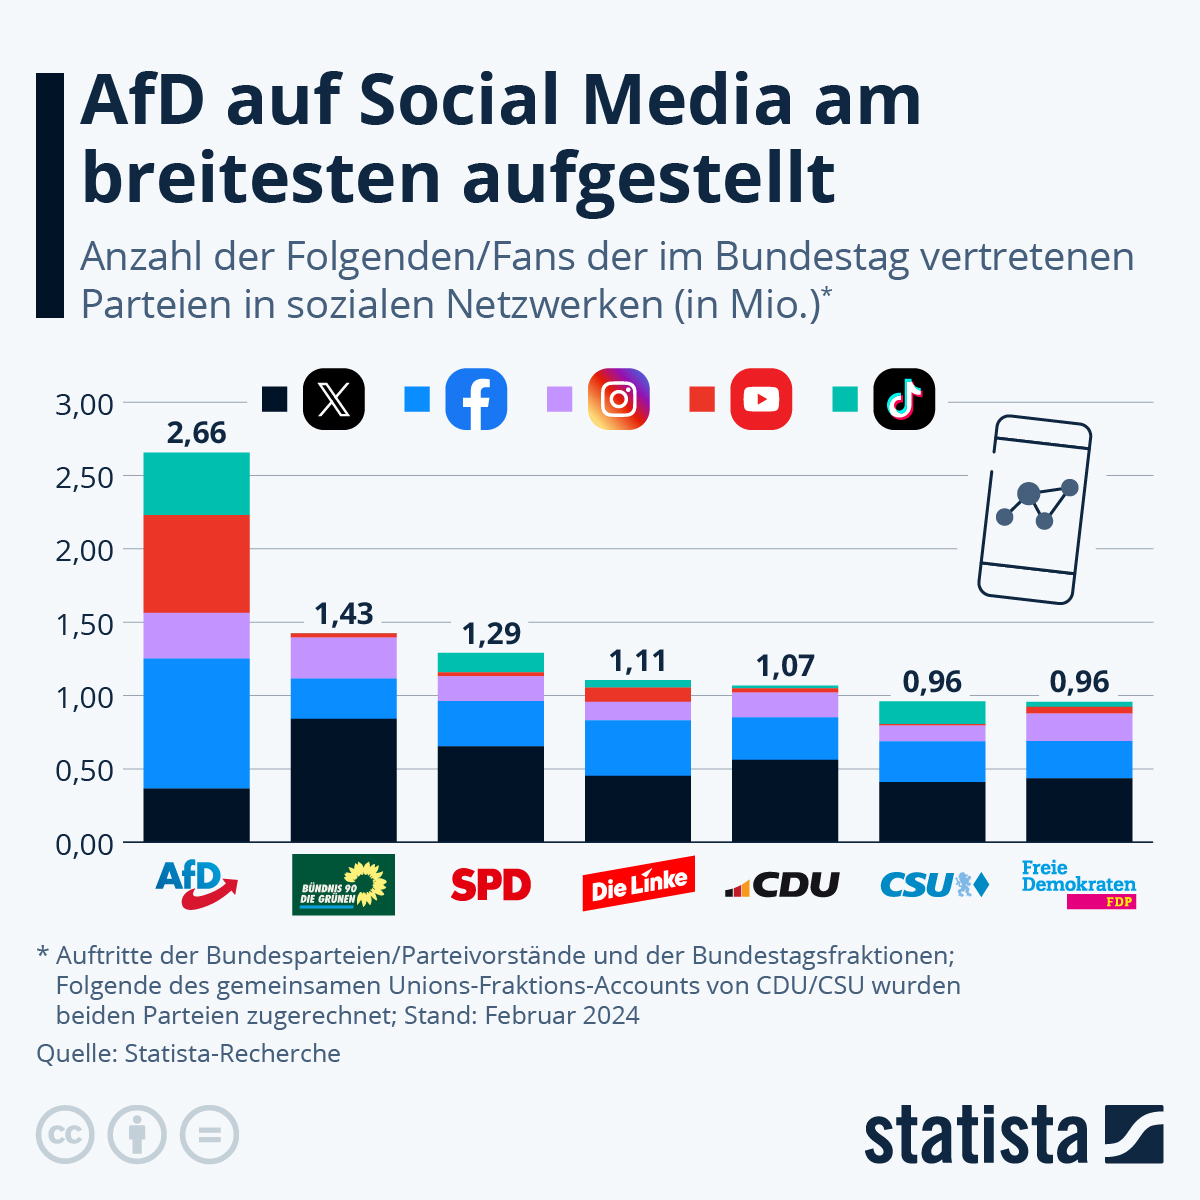 AfD auf Social Media am
breitesten aufgestellt
Anzahl der Folgenden/Fans der im Bundestag vertretenen
Parteien in sozialen Netzwerken (in Mio.)*
3,00
2,50
2,00
1,50
1,00
0,50
0,00
2,66
1,43
1,29
1,11
1,07
0,96
0,96
AfD
BÜNDNIS 90
DIE GRÜNEN
SPD
Die Linke
CDU
CSU
Freie
Demokraten
FDP
* Auftritte der Bundesparteien/Parteivorstände und der Bundestagsfraktionen;
Folgende des gemeinsamen Unions-Fraktions-Accounts von CDU/CSU wurden
beiden Parteien zugerechnet; Stand: Februar 2024
Quelle: Statista-Recherche
cc
statista